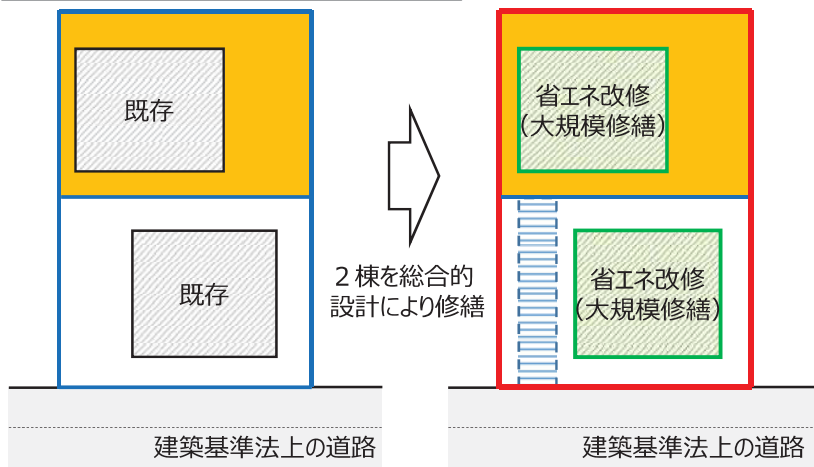 既存
既存
建築基準法上の道路
2棟を総合的
設計により修繕
省エネ改修
(大規模修繕)
省エネ改修
(大規模修繕)
建築基準法上の道路